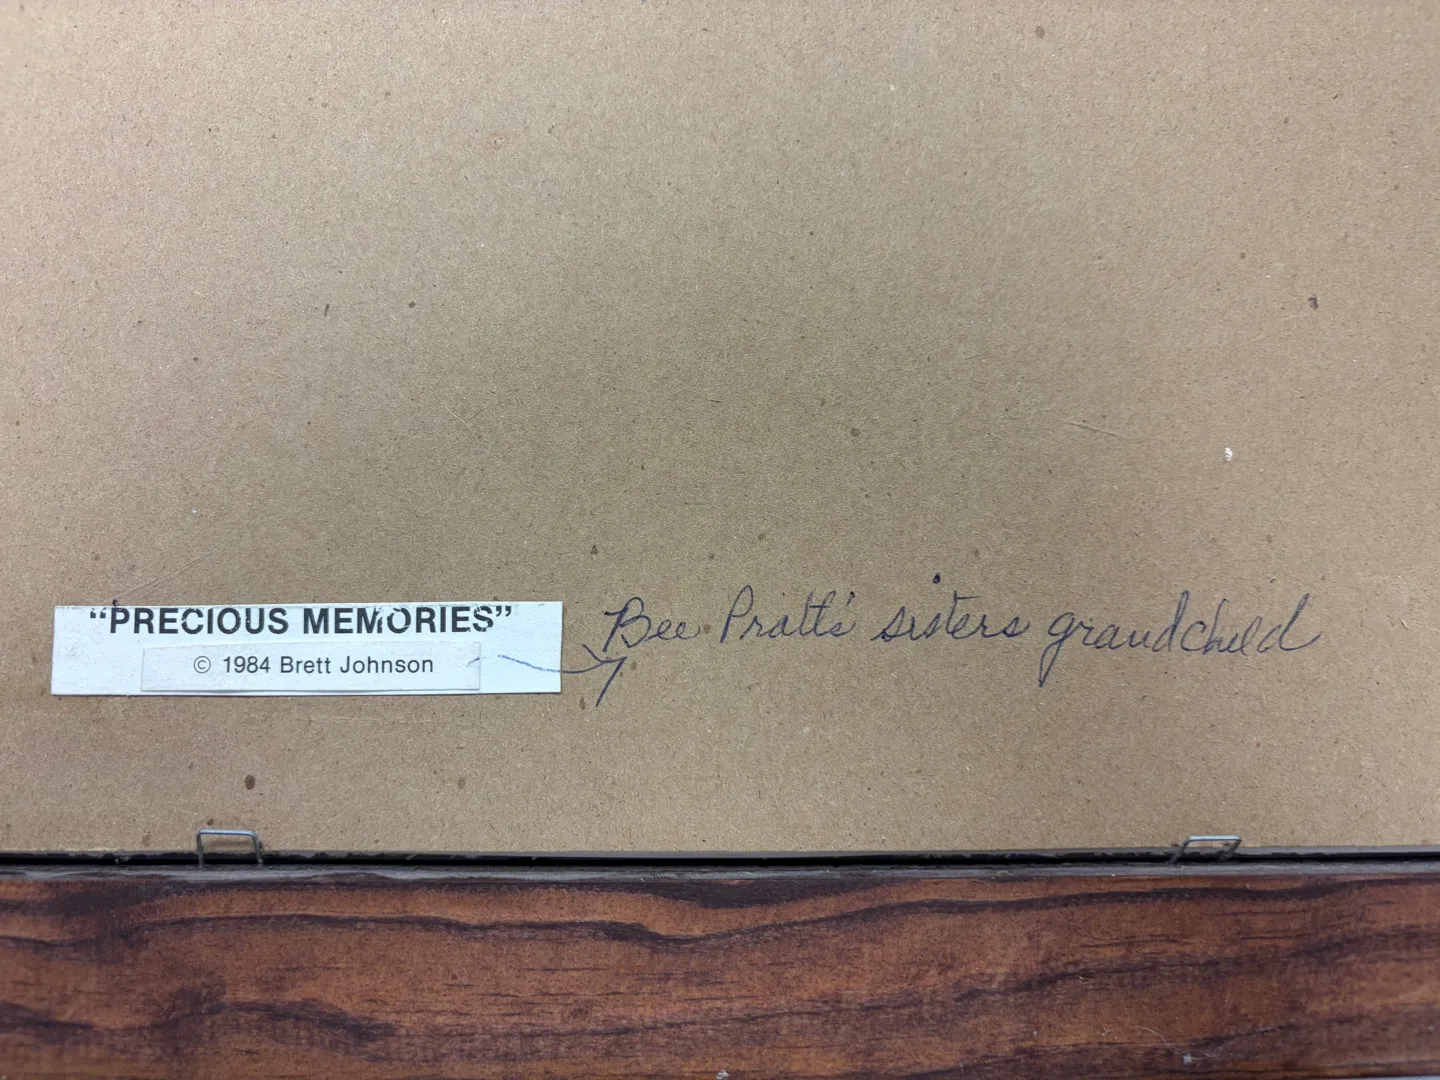 “PRECIOUS MEMORIES”
© 1984 Brett Johnson
Bee Pratt's sisters grandchild